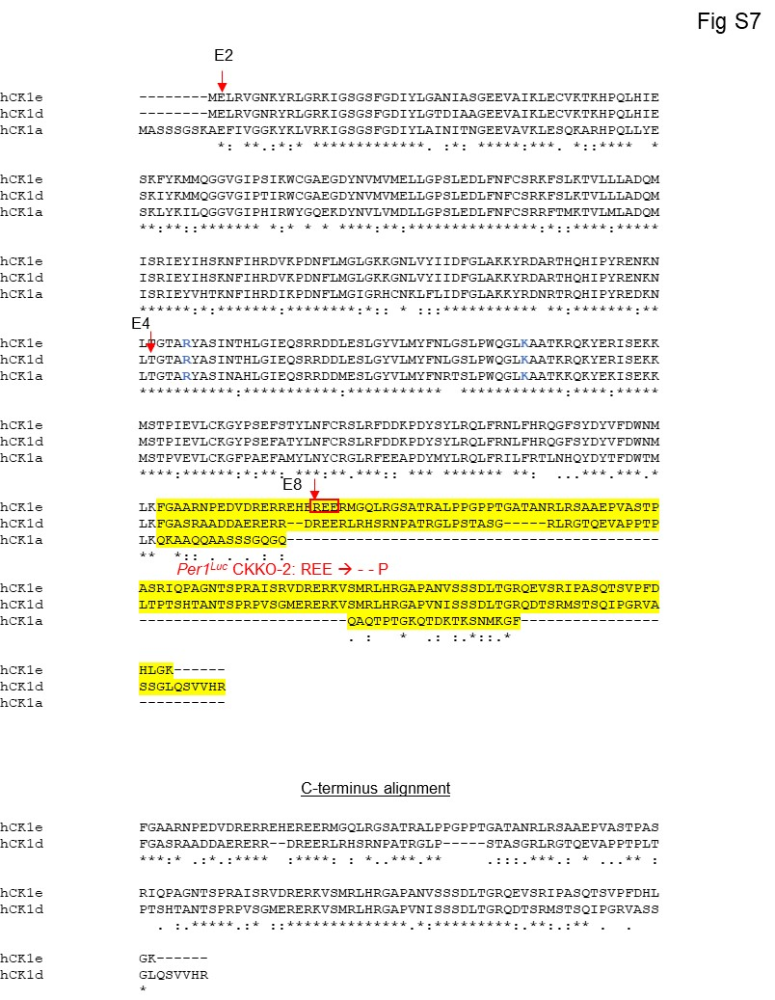 Fig S7
E2
hCK1e --------MELRVGNKYRLGRKIGSGSFGDIYLGANIASGEEVAIKLECVKTKHPQLHIE
hCK1d --------MELRVGNRYRLGRKIGSGSFGDIYLGTDIAAGEEVAIKLECVKTKHPQLHIE
hCK1a MASSSGSKAEFIVGGKYKLVRKIGSGSFGDIYLAINITNGEEVAVKLESQKARHPQLLYE
*: **.:*:* ************. :*: *****:***. *::**** *
hCK1e SKFYKMMQGGVGIPSIKWCGAEGDYNVMVMELLGPSLEDLFNFCSRKFSLKTVLLLADQM
hCK1d SKIYKMMQGGVGIPTIRWCGAEGDYNVMVMELLGPSLEDLFNFCSRKFSLKTVLLLADQM
hCK1a SKLYKILQGGVGIPHIRWYGQEKDYNVLVMDLLGPSLEDLFNFCSRRFTMKTVLMLADQM
**:**::******* *:* * * ****:**:***************:*::****:*****
hCK1e ISRIEYIHSKNFIHRDVKPDNFLMGLGKKGNLVYIIDFGLAKKYRDARTHQHIPYRENKN
hCK1d ISRIEYIHSKNFIHRDVKPDNFLMGLGKKGNLVYIIDFGLAKKYRDARTHQHIPYRENKN
hCK1a ISRIEYVHTKNFIHRDIKPDNFLMGIGRHCNKLFLIDFGLAKKYRDNRTRQHIPYREDKN
******:*:*******:********:*:: * :::*********** **:*******:**
E4
hCK1e LTGTARYASINTHLGIEQSRRDDLESLGYVLMYFNLGSLPWQGLKAATKRQKYERISEKK
hCK1d LTGTARYASINTHLGIEQSRRDDLESLGYVLMYFNLGSLPWQGLKAATKRQKYERISEKK
hCK1a LTGTARYASINAHLGIEQSRRDDMESLGYVLMYFNRTSLPWQGLKAATKKQKYEKISEKK
***********:***********:*********** ************:****:*****
hCK1e MSTPIEVLCKGYPSEFSTYLNFCRSLRFDDKPDYSYLRQLFRNLFHRQGFSYDYVFDWNM
hCK1d MSTPIEVLCKGYPSEFATYLNFCRSLRFDDKPDYSYLRQLFRNLFHRQGFSYDYVFDWNM
hCK1a MSTPVEVLCKGFPAEFAMYLNYCRGLRFEEAPDYMYLRQLFRILFRTLNHQYDYTFDWTM
****:******:*:**: ***:**.***:: *** ******* **: ...***.***.*
E8
hCK1e LKFGAARNPEDVDRERREHEREERMGQLRGSATRALPPGPPTGATANRLRSAAEPVASTP
hCK1d LKFGASRAADDAERERR--DREERLRHSRNPATRGLPSTASG-----RLRGTQEVAPPTP
hCK1a LKQKAAQQAASSSGQGQ-------------------------------------------
** *:: . . . : :
Per1Luc CKKO-2: REE → - - P
hCK1e ASRIQPAGNTSPRAISRVDRERKVSMRLHRGAPANVSSSDLTGRQEVSRIPASQTSVPFD
hCK1d LTPTSHTANTSPRPVSGMERERKVSMRLHRGAPVNISSSDLTGRQDTSRMSTSQIPGRVA
hCK1a ------------------------QAQTPTGKQTDKTKSNMKGF----------------
. : * .: :.*::.*
hCK1e HLGK------
hCK1d SSGLQSVVHR
hCK1a ----------
C-terminus alignment
hCK1e FGAARNPEDVDRERREHEREERMGQLRGSATRALPPGPPTGATANRLRSAAEPVASTPAS
hCK1d FGASRAADDAERERR--DREERLRHSRNPATRGLP-----STASGRLRGTQEVAPPTPLT
***:* .:*.:**** :****: : *..***.** .:::.***.: * ...** :
hCK1e RIQPAGNTSPRAISRVDRERKVSMRLHRGAPANVSSSDLTGRQEVSRIPASQTSVPFDHL
hCK1d PTSHTANTSPRPVSGMERERKVSMRLHRGAPVNISSSDLTGRQDTSRMSTSQIPGRVASS
. :.*****.:* ::****************.*:*********:.**:.:** . .
hCK1e GK------
hCK1d GLQSVVHR
*